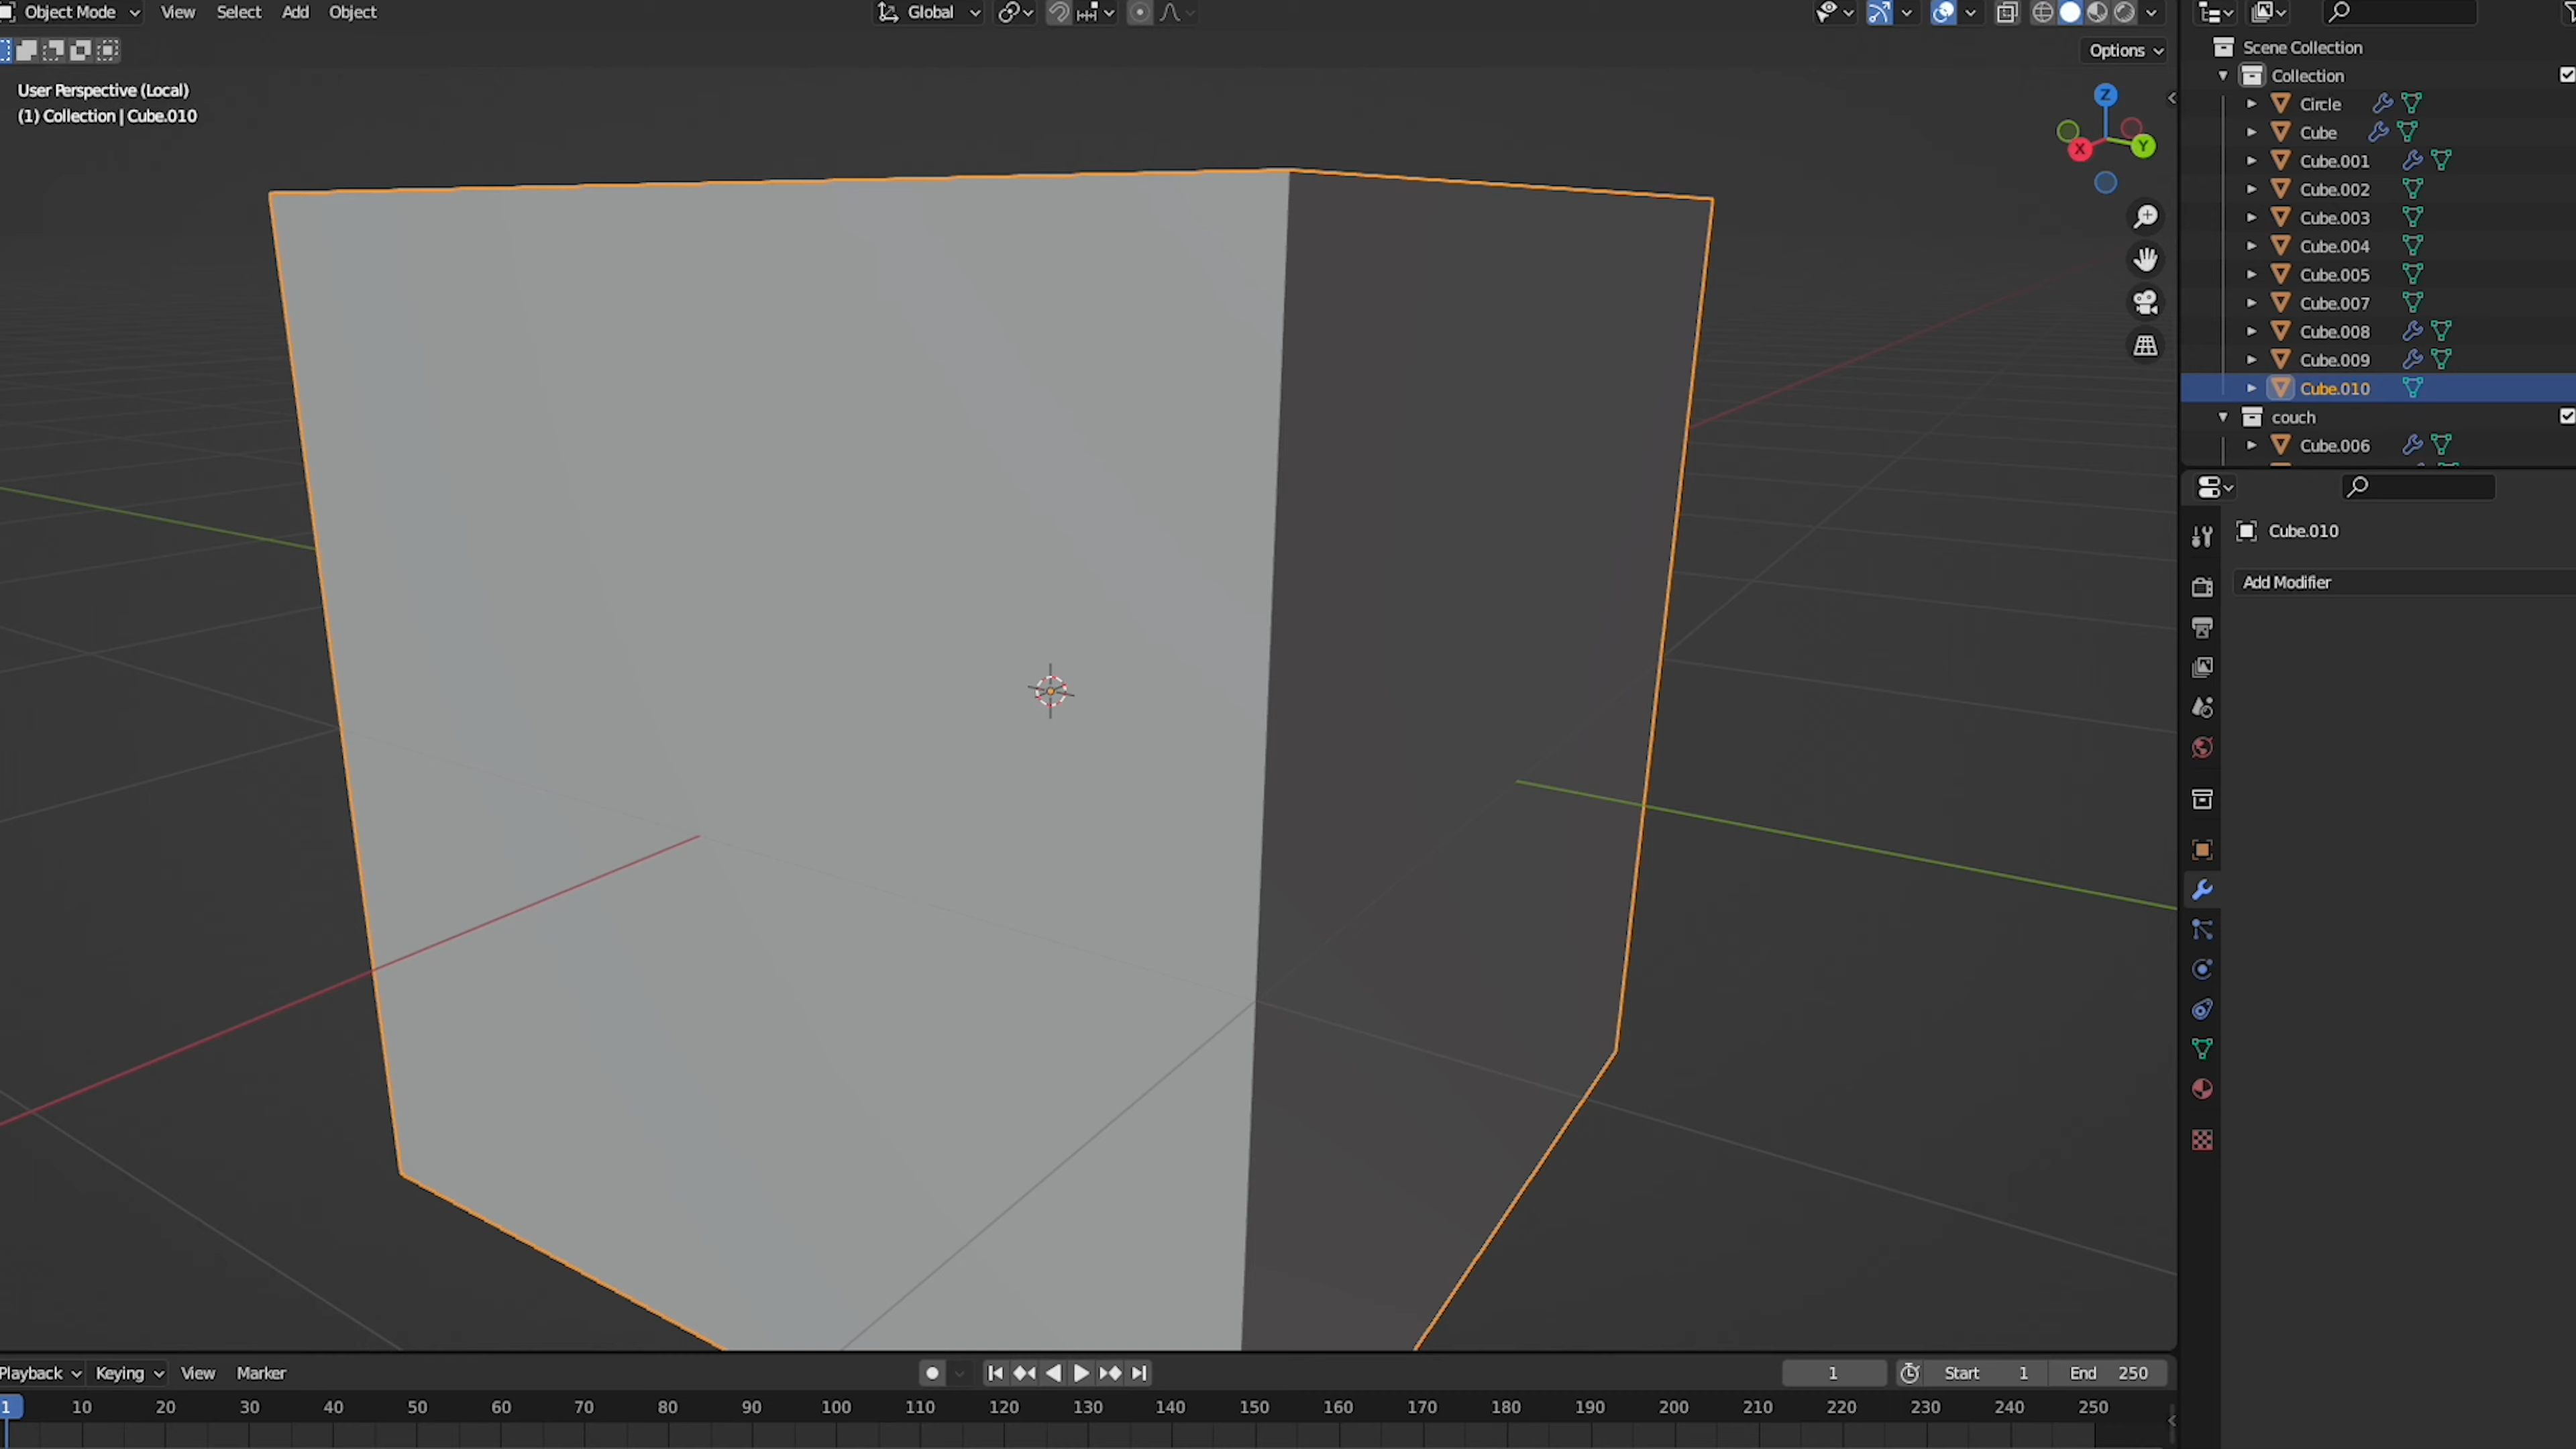 Object Mode View Select Add Object Global
Options
User Perspective (Local)
(1) Collection | Cube.010
Z
X
Y
Scene Collection
Collection
Circle
Cube
Cube.001
Cube.002
Cube.003
Cube.004
Cube.005
Cube.007
Cube.008
Cube.009
Cube.010
couch
Cube.006
Cube.010
Add Modifier
Playback Keying View Marker 1 Start 1 End 250
1 10 20 30 40 50 60 70 80 90 100 110 120 130 140 150 160 170 180 190 200 210 220 230 240 250